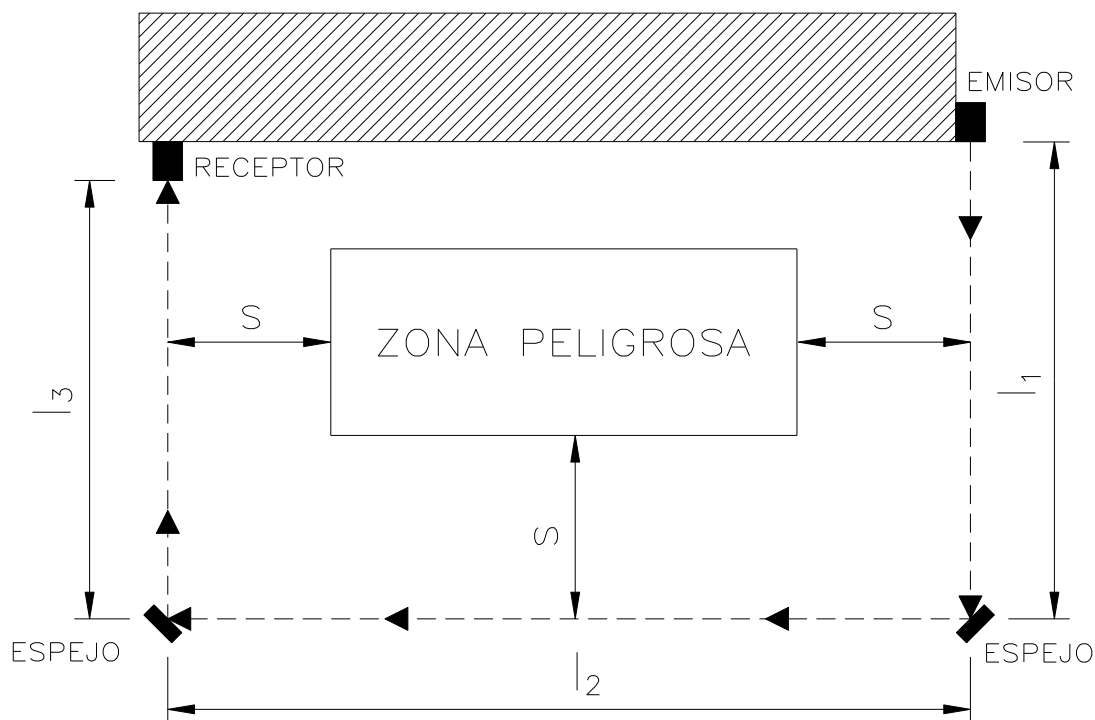 EMISOR
RECEPTOR
S
S
ZONA PELIGROSA
l3
l1
S
ESPEJO
ESPEJO
l2